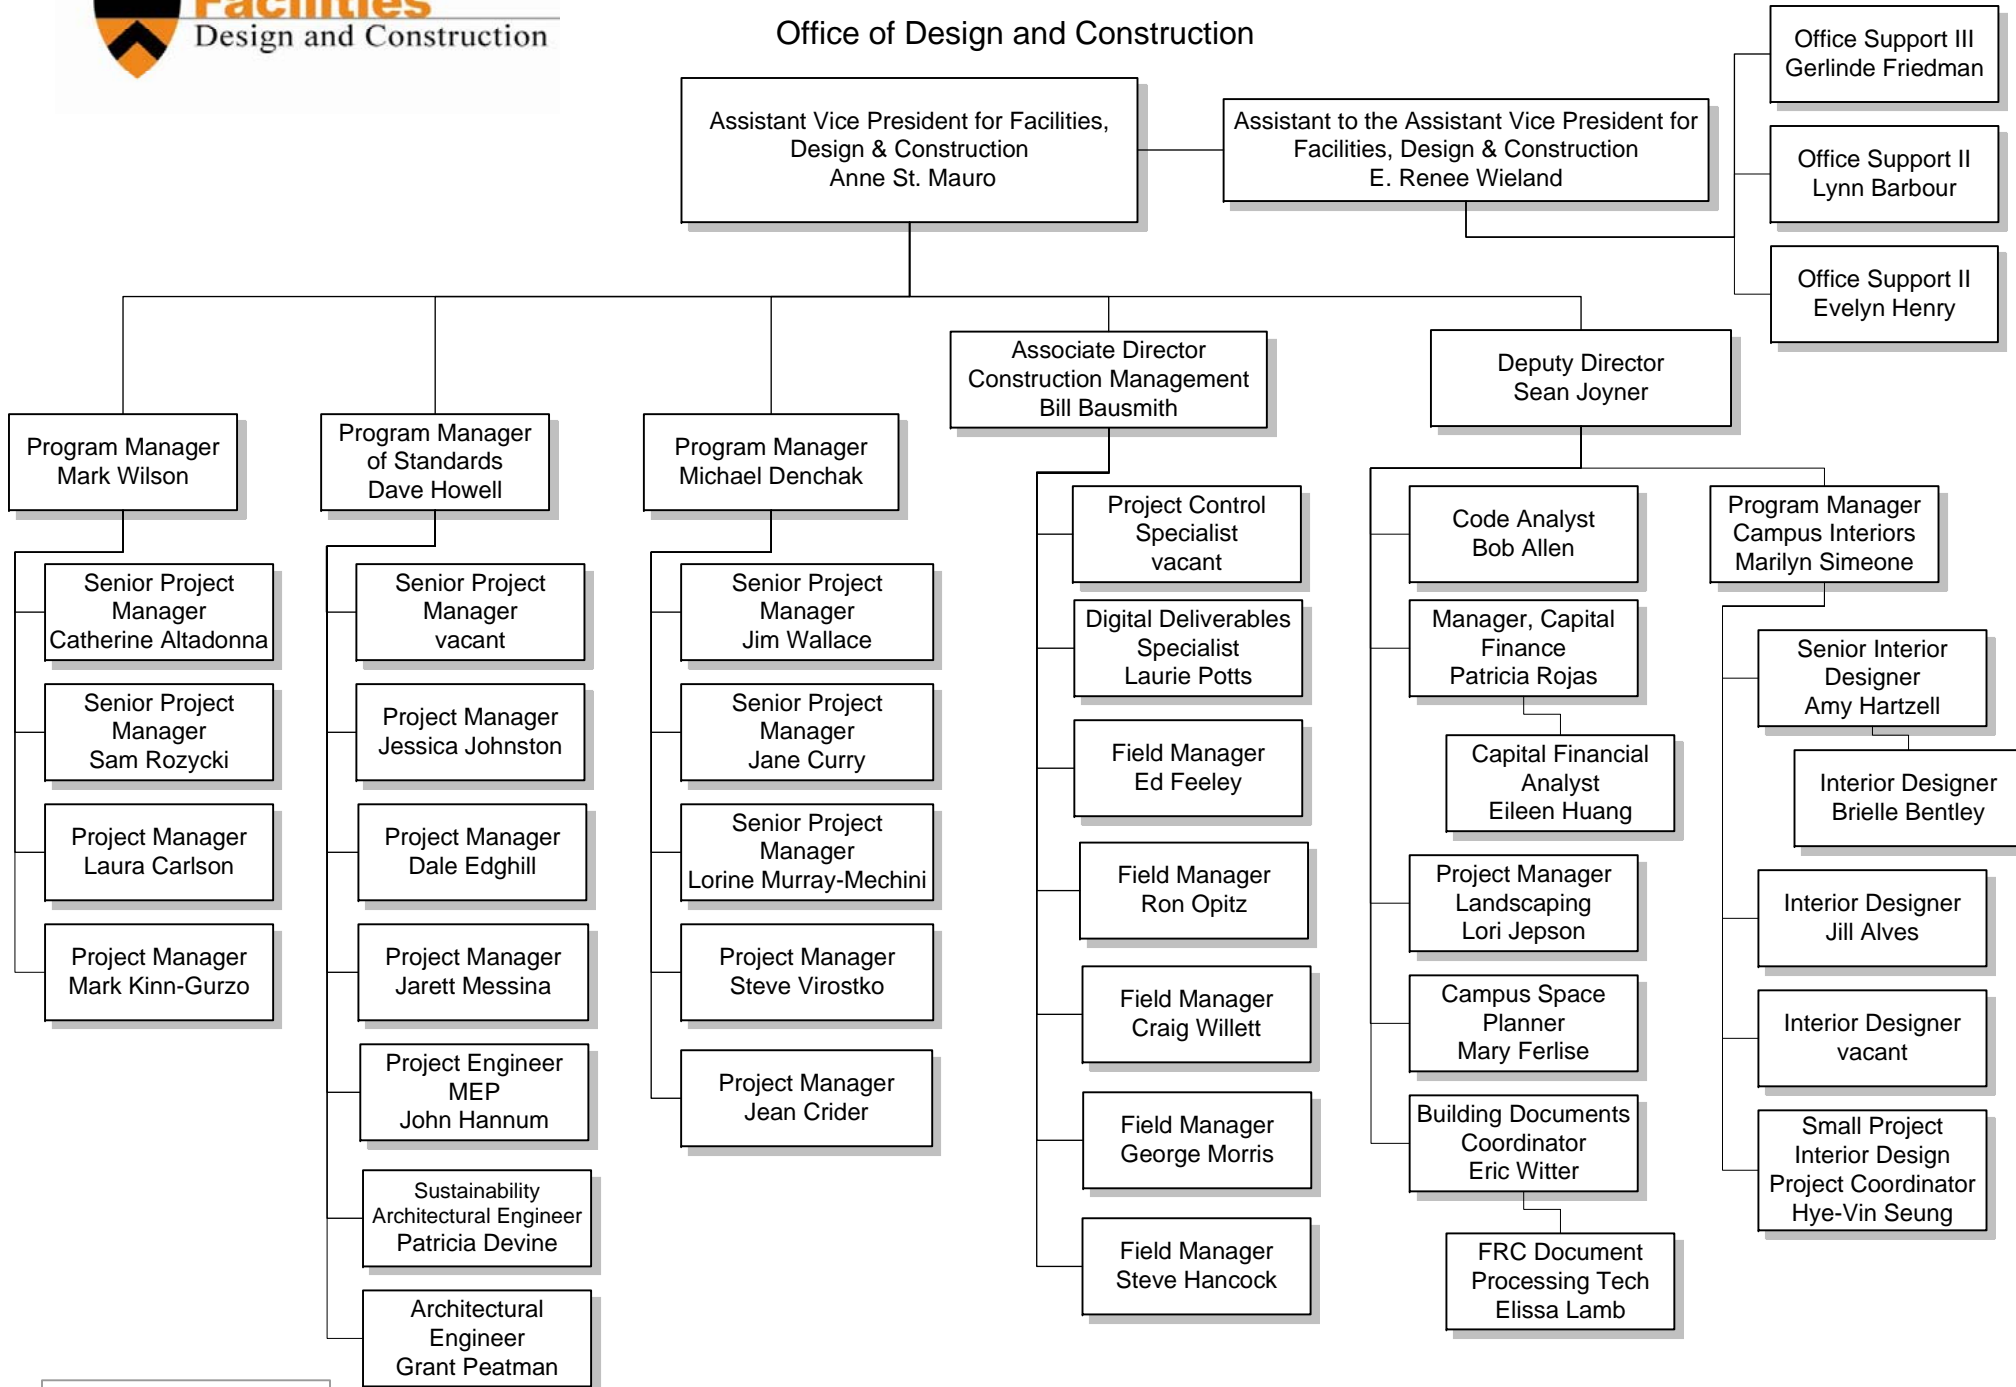 Facilities
Design and Construction
Office of Design and Construction
Office Support III
Gerlinde Friedman
Assistant Vice President for Facilities,
Design & Construction
Anne St. Mauro
Assistant to the Assistant Vice President for
Facilities, Design & Construction
E. Renee Wieland
Office Support II
Lynn Barbour
Office Support II
Evelyn Henry
Program Manager
Mark Wilson
Senior Project
Manager
Catherine Altadonna
Senior Project
Manager
Sam Rozycki
Project Manager
Laura Carlson
Project Manager
Mark Kinn-Gurzo
Program Manager
of Standards
Dave Howell
Senior Project
Manager
vacant
Project Manager
Jessica Johnston
Project Manager
Dale Edghill
Project Manager
Jarett Messina
Project Engineer
MEP
John Hannum
Sustainability
Architectural Engineer
Patricia Devine
Architectural
Engineer
Grant Peatman
Program Manager
Michael Denchak
Senior Project
Manager
Jim Wallace
Senior Project
Manager
Jane Curry
Senior Project
Manager
Lorine Murray-Mechini
Project Manager
Steve Virostko
Project Manager
Jean Crider
Associate Director
Construction Management
Bill Bausmith
Project Control
Specialist
vacant
Digital Deliverables
Specialist
Laurie Potts
Field Manager
Ed Feeley
Field Manager
Ron Opitz
Field Manager
Craig Willett
Field Manager
George Morris
Field Manager
Steve Hancock
Deputy Director
Sean Joyner
Code Analyst
Bob Allen
Manager, Capital
Finance
Patricia Rojas
Capital Financial
Analyst
Eileen Huang
Project Manager
Landscaping
Lori Jepson
Campus Space
Planner
Mary Ferlise
Building Documents
Coordinator
Eric Witter
FRC Document
Processing Tech
Elissa Lamb
Program Manager
Campus Interiors
Marilyn Simeone
Senior Interior
Designer
Amy Hartzell
Interior Designer
Brielle Bentley
Interior Designer
Jill Alves
Interior Designer
vacant
Small Project
Interior Design
Project Coordinator
Hye-Vin Seung